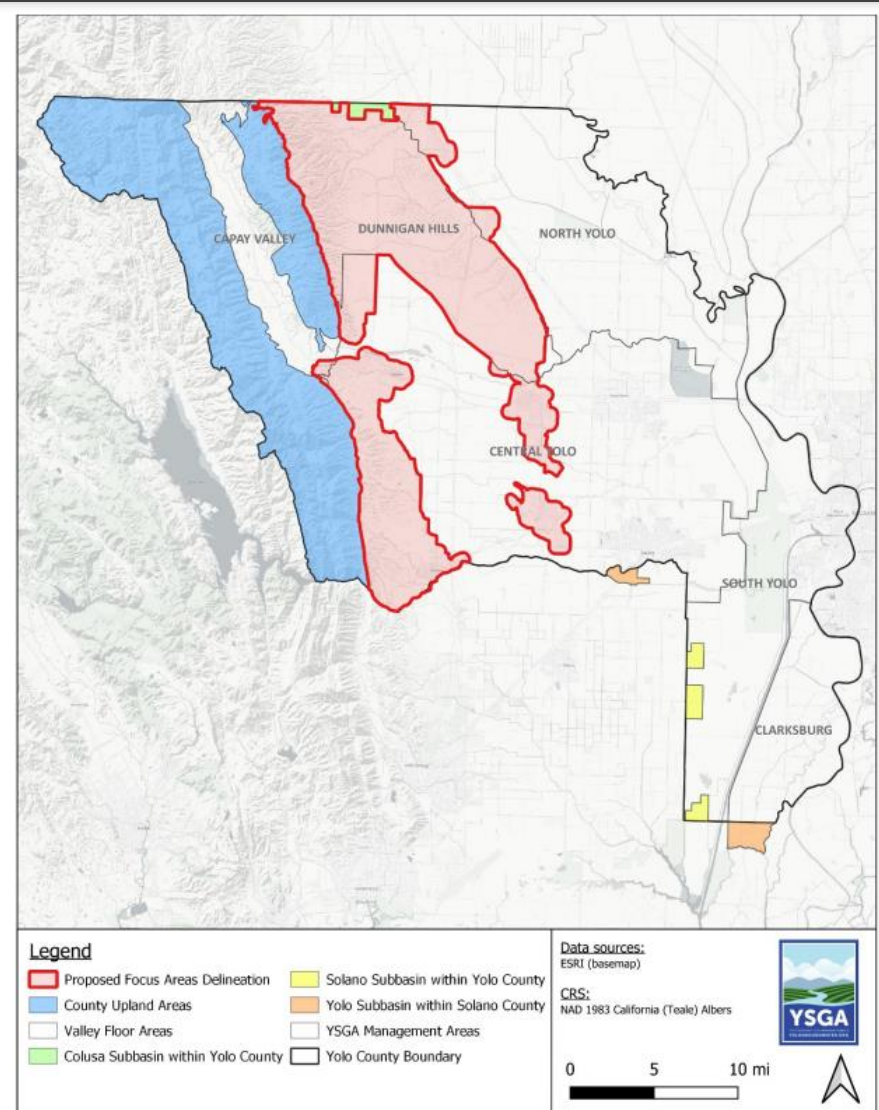 CAPAY VALLEY
DUNNIGAN HILLS
NORTH YOLO
CENTRAL YOLO
SOUTH YOLO
CLARKSBURG
Legend
Proposed Focus Areas Delineation
County Upland Areas
Valley Floor Areas
Colusa Subbasin within Yolo County
Solano Subbasin within Yolo County
Yolo Subbasin within Solano County
YSGA Management Areas
Yolo County Boundary
Data sources:
ESRI (basemap)
CRS:
NAD 1983 California (Teale) Albers
YSGA
0 5 10 mi